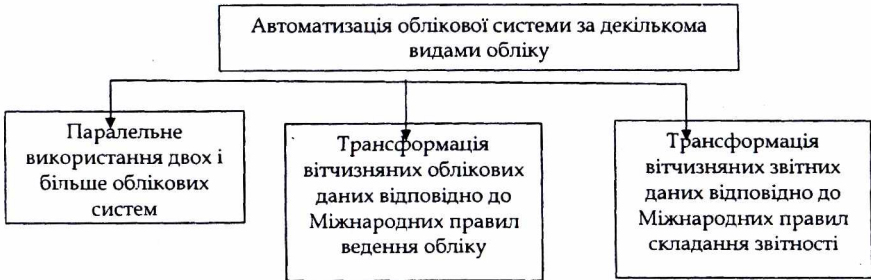 Автоматизація облікової системи за декількома
видами обліку
Паралельне
використання двох і
більше облікових
систем
Трансформація
вітчизняних облікових
даних відповідно до
Міжнародних правил
ведення обліку
Трансформація
вітчизняних звітних
даних відповідно до
Міжнародних правил
складання звітності